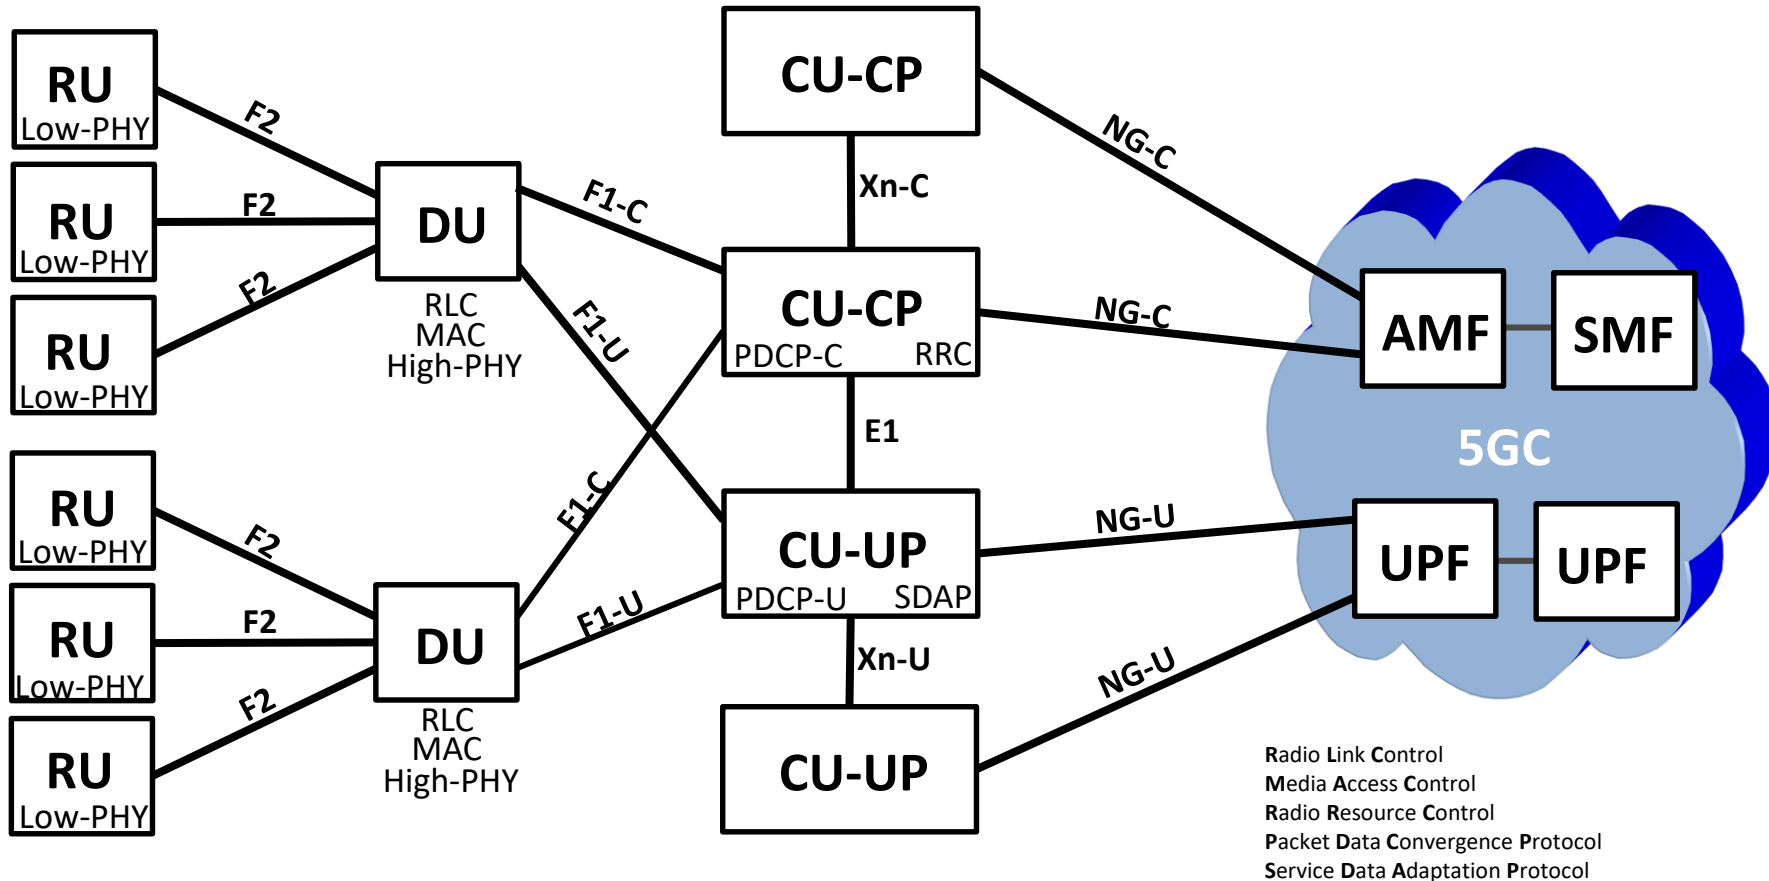 RU
Low-PHY
RU
Low-PHY
RU
Low-PHY
F2
F2
F2
DU
RLC
MAC
High-PHY
RU
Low-PHY
RU
Low-PHY
RU
Low-PHY
F2
F2
F2
DU
RLC
MAC
High-PHY
F1-C
F1-U
F1-C
F1-U
CU-CP
Xn-C
CU-CP
PDCP-C RRC
E1
CU-UP
PDCP-U SDAP
Xn-U
CU-UP
NG-C
NG-C
NG-U
NG-U
AMF
SMF
5GC
UPF
UPF
Radio Link Control
Media Access Control
Radio Resource Control
Packet Data Convergence Protocol
Service Data Adaptation Protocol